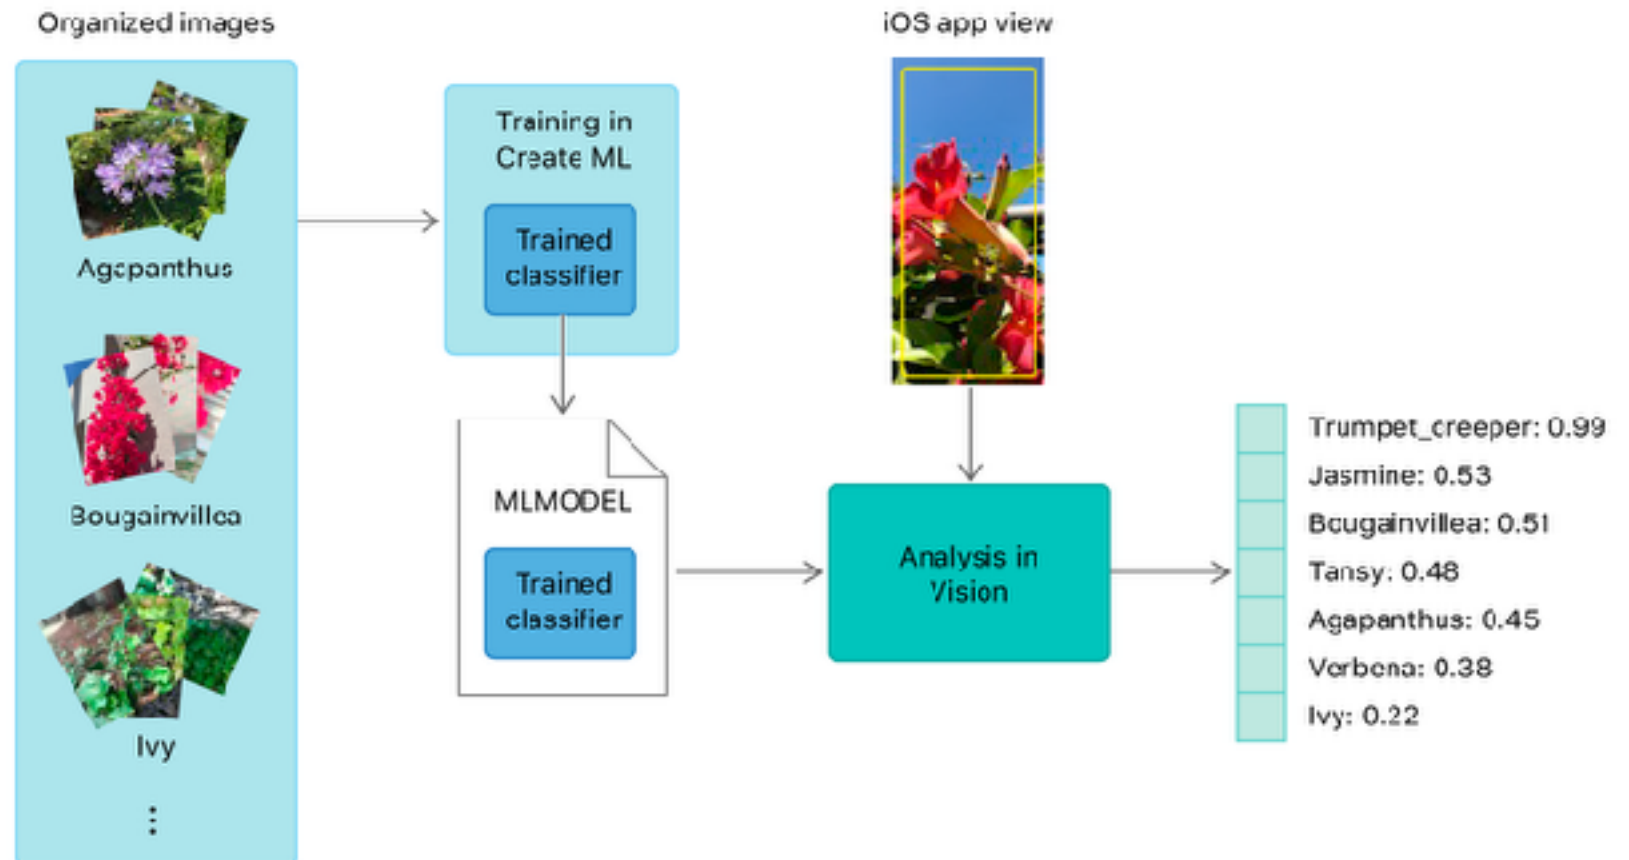 Organized images
Agapanthus
Bougainvillea
Ivy
Training in
Create ML
Trained
classifier
MLMODEL
Trained
classifier
iOS app view
Analysis in
Vision
Trumpet_creeper: 0.99
Jasmine: 0.53
Bougainvillea: 0.51
Tansy: 0.48
Agapanthus: 0.45
Verbena: 0.38
Ivy: 0.22